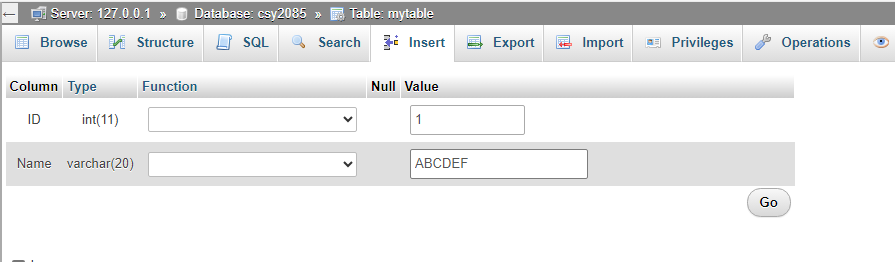 Server: 127.0.0.1 » Database: csy2085 » Table: mytable
Browse Structure SQL Search Insert Export Import Privileges Operations
Column Type Function Null Value
ID int(11) 1
Name varchar(20) ABCDEF
Go